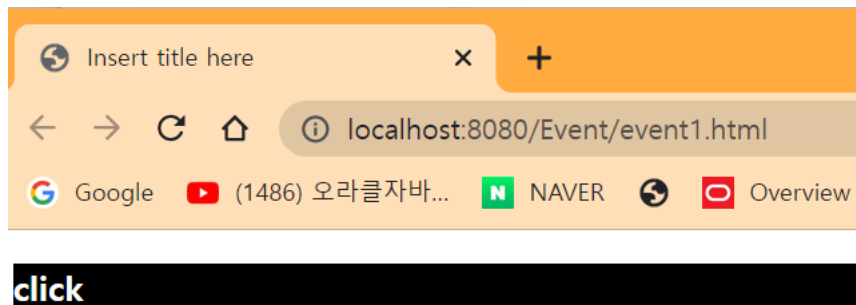 Insert title here
localhost:8080/Event/event1.html
G Google (1486) 오라클자바... N NAVER Overview
click